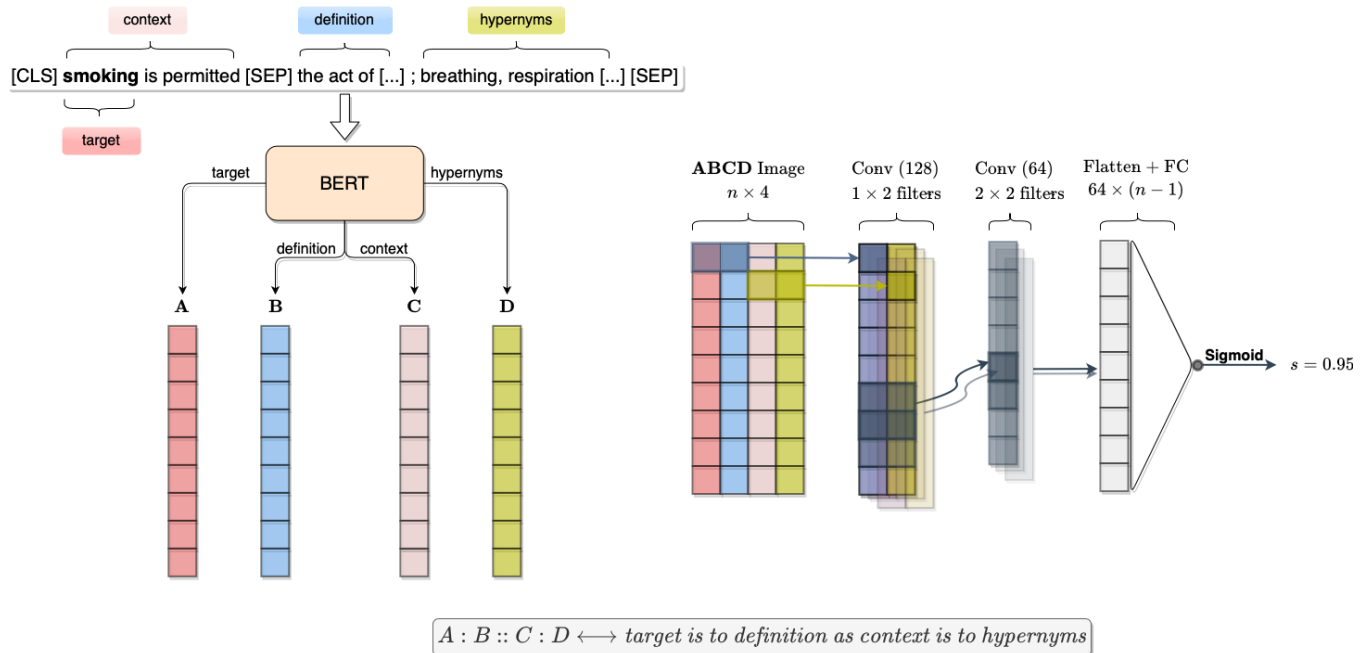 context definition hypernyms
[CLS] smoking is permitted [SEP] the act of [...] ; breathing, respiration [...] [SEP]
target
target BERT hypernyms
definition context
A B C D
ABCD Image
n × 4
Conv (128)
1 × 2 filters
Conv (64)
2 × 2 filters
Flatten + FC
64 × (n − 1)
Sigmoid
s = 0.95
A : B :: C : D ⟷ target is to definition as context is to hypernyms